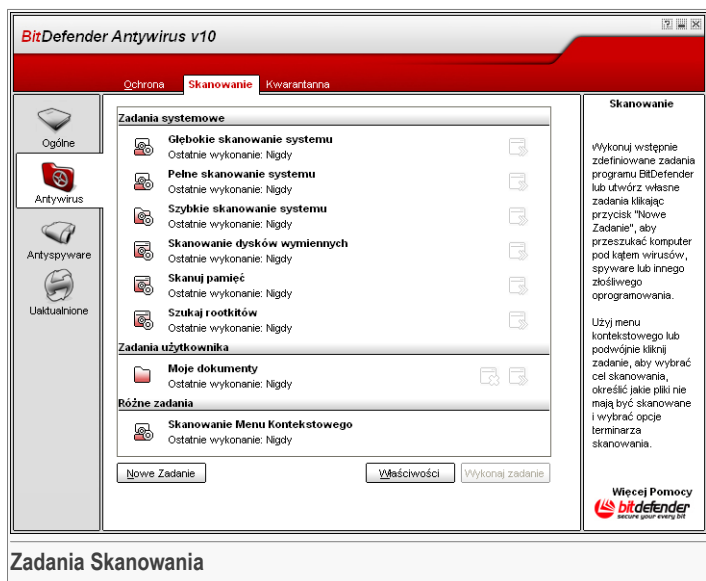 BitDefender Antywirus v10
Ochrona Skanowanie Kwarantanna
Ogólne
Antywirus
Antyspyware
Uaktualnione
Zadania systemowe
Głębokie skanowanie systemu
Ostatnie wykonanie: Nigdy
Pełne skanowanie systemu
Ostatnie wykonanie: Nigdy
Szybkie skanowanie systemu
Ostatnie wykonanie: Nigdy
Skanowanie dysków wymiennych
Ostatnie wykonanie: Nigdy
Skanuj pamięć
Ostatnie wykonanie: Nigdy
Szukaj rootkitów
Ostatnie wykonanie: Nigdy
Zadania użytkownika
Moje dokumenty
Ostatnie wykonanie: Nigdy
Różne zadania
Skanowanie Menu Kontekstowego
Ostatnie wykonanie: Nigdy
Nowe Zadanie Właściwości Wykonaj zadanie
Skanowanie
Wykonuj wstępnie
zdefiniowane zadania
programu BitDefender
lub utwórz własne
zadania klikając
przycisk "Nowe
Zadanie", aby
przeszukać komputer
pod kątem wirusów,
spyware lub innego
złośliwego
oprogramowania.
Użyj menu
kontekstowego lub
podwójnie kliknij
zadanie, aby wybrać
cel skanowania,
określić jakie pliki nie
mają być skanowane
i wybrać opcje
terminarza
skanowania.
Więcej Pomocy
bitdefender
secure your every bit
Zadania Skanowania